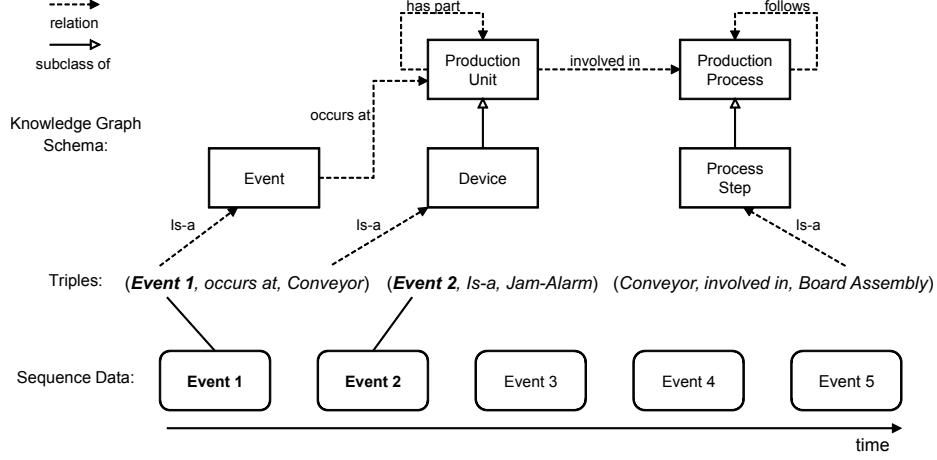 relation
subclass of
has part
follows
Production
Unit
involved in
Production
Process
occurs at
Knowledge Graph
Schema:
Event
Device
Process
Step
Is-a
Is-a
Is-a
Triples:
(Event 1, occurs at, Conveyor)
(Event 2, Is-a, Jam-Alarm)
(Conveyor, involved in, Board Assembly)
Sequence Data:
Event 1
Event 2
Event 3
Event 4
Event 5
time